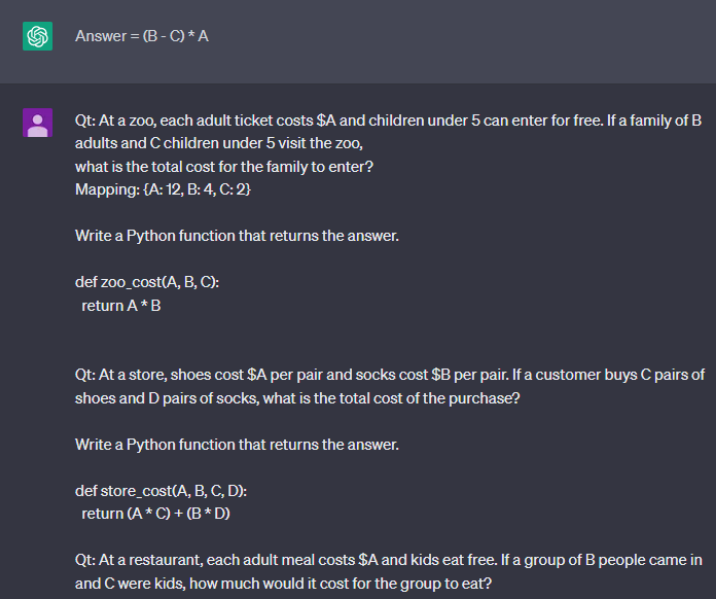 Answer = (B - C) * A
Qt: At a zoo, each adult ticket costs $A and children under 5 can enter for free. If a family of B
adults and C children under 5 visit the zoo,
what is the total cost for the family to enter?
Mapping: {A: 12, B: 4, C: 2}
Write a Python function that returns the answer.
def zoo_cost(A, B, C):
return A * B
Qt: At a store, shoes cost $A per pair and socks cost $B per pair. If a customer buys C pairs of
shoes and D pairs of socks, what is the total cost of the purchase?
Write a Python function that returns the answer.
def store_cost(A, B, C, D):
return (A * C) + (B * D)
Qt: At a restaurant, each adult meal costs $A and kids eat free. If a group of B people came in
and C were kids, how much would it cost for the group to eat?